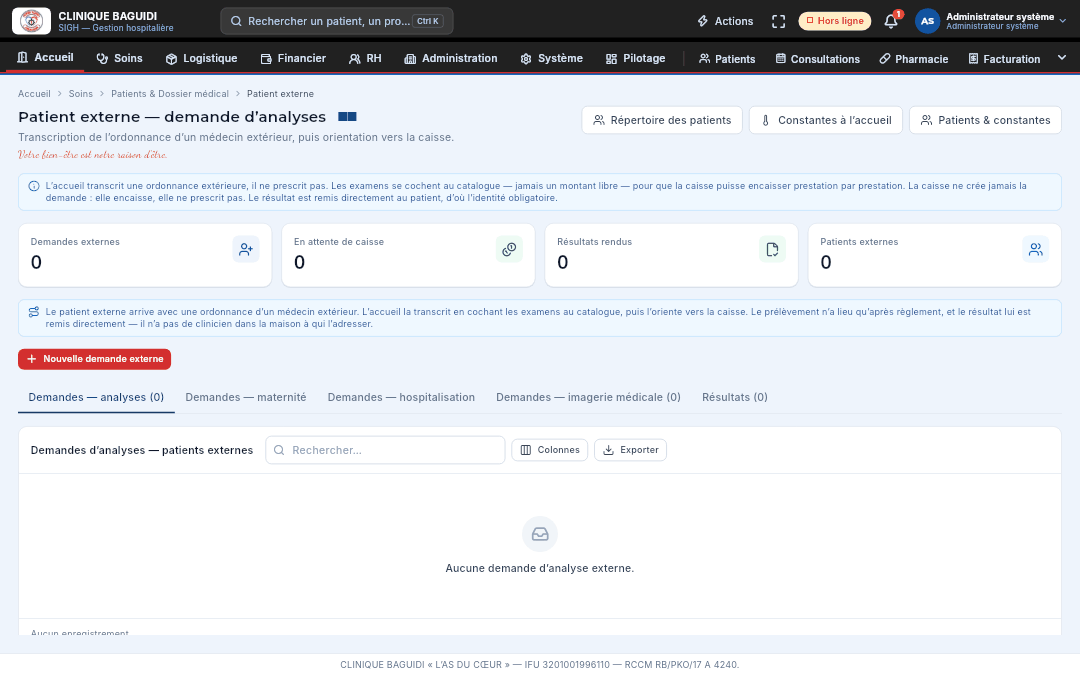 CLINIQUE BAGUIDI
SIGH — Gestion hospitalière
Rechercher un patient, un pro... Ctrl K
Actions
Hors ligne
1
AS
Administrateur système
Administrateur système
Accueil Soins Logistique Financier RH Administration Système Pilotage Patients Consultations Pharmacie Facturation
Accueil > Soins > Patients & Dossier médical > Patient externe
Patient externe — demande d’analyses
Transcription de l’ordonnance d’un médecin extérieur, puis orientation vers la caisse.
Votre bien-être est notre raison d’être.
Répertoire des patients
Constantes à l’accueil
Patients & constantes
L’accueil transcrit une ordonnance extérieure, il ne prescrit pas. Les examens se cochent au catalogue — jamais un montant libre — pour que la caisse puisse encaisser prestation par prestation. La caisse ne crée jamais la
demande : elle encaisse, elle ne prescrit pas. Le résultat est remis directement au patient, d’où l’identité obligatoire.
Demandes externes
0
En attente de caisse
0
Résultats rendus
0
Patients externes
0
Le patient externe arrive avec une ordonnance d’un médecin extérieur. L’accueil la transcrit en cochant les examens au catalogue, puis l’oriente vers la caisse. Le prélèvement n’a lieu qu’après règlement, et le résultat lui est
remis directement — il n’a pas de clinicien dans la maison à qui l’adresser.
+ Nouvelle demande externe
Demandes — analyses (0) Demandes — maternité Demandes — hospitalisation Demandes — imagerie médicale (0) Résultats (0)
Demandes d’analyses — patients externes
Rechercher...
Colonnes
Exporter
Aucune demande d’analyse externe.
Aucun enregistrement
CLINIQUE BAGUIDI « L’AS DU CŒUR » — IFU 3201001996110 — RCCM RB/PKO/17 A 4240.